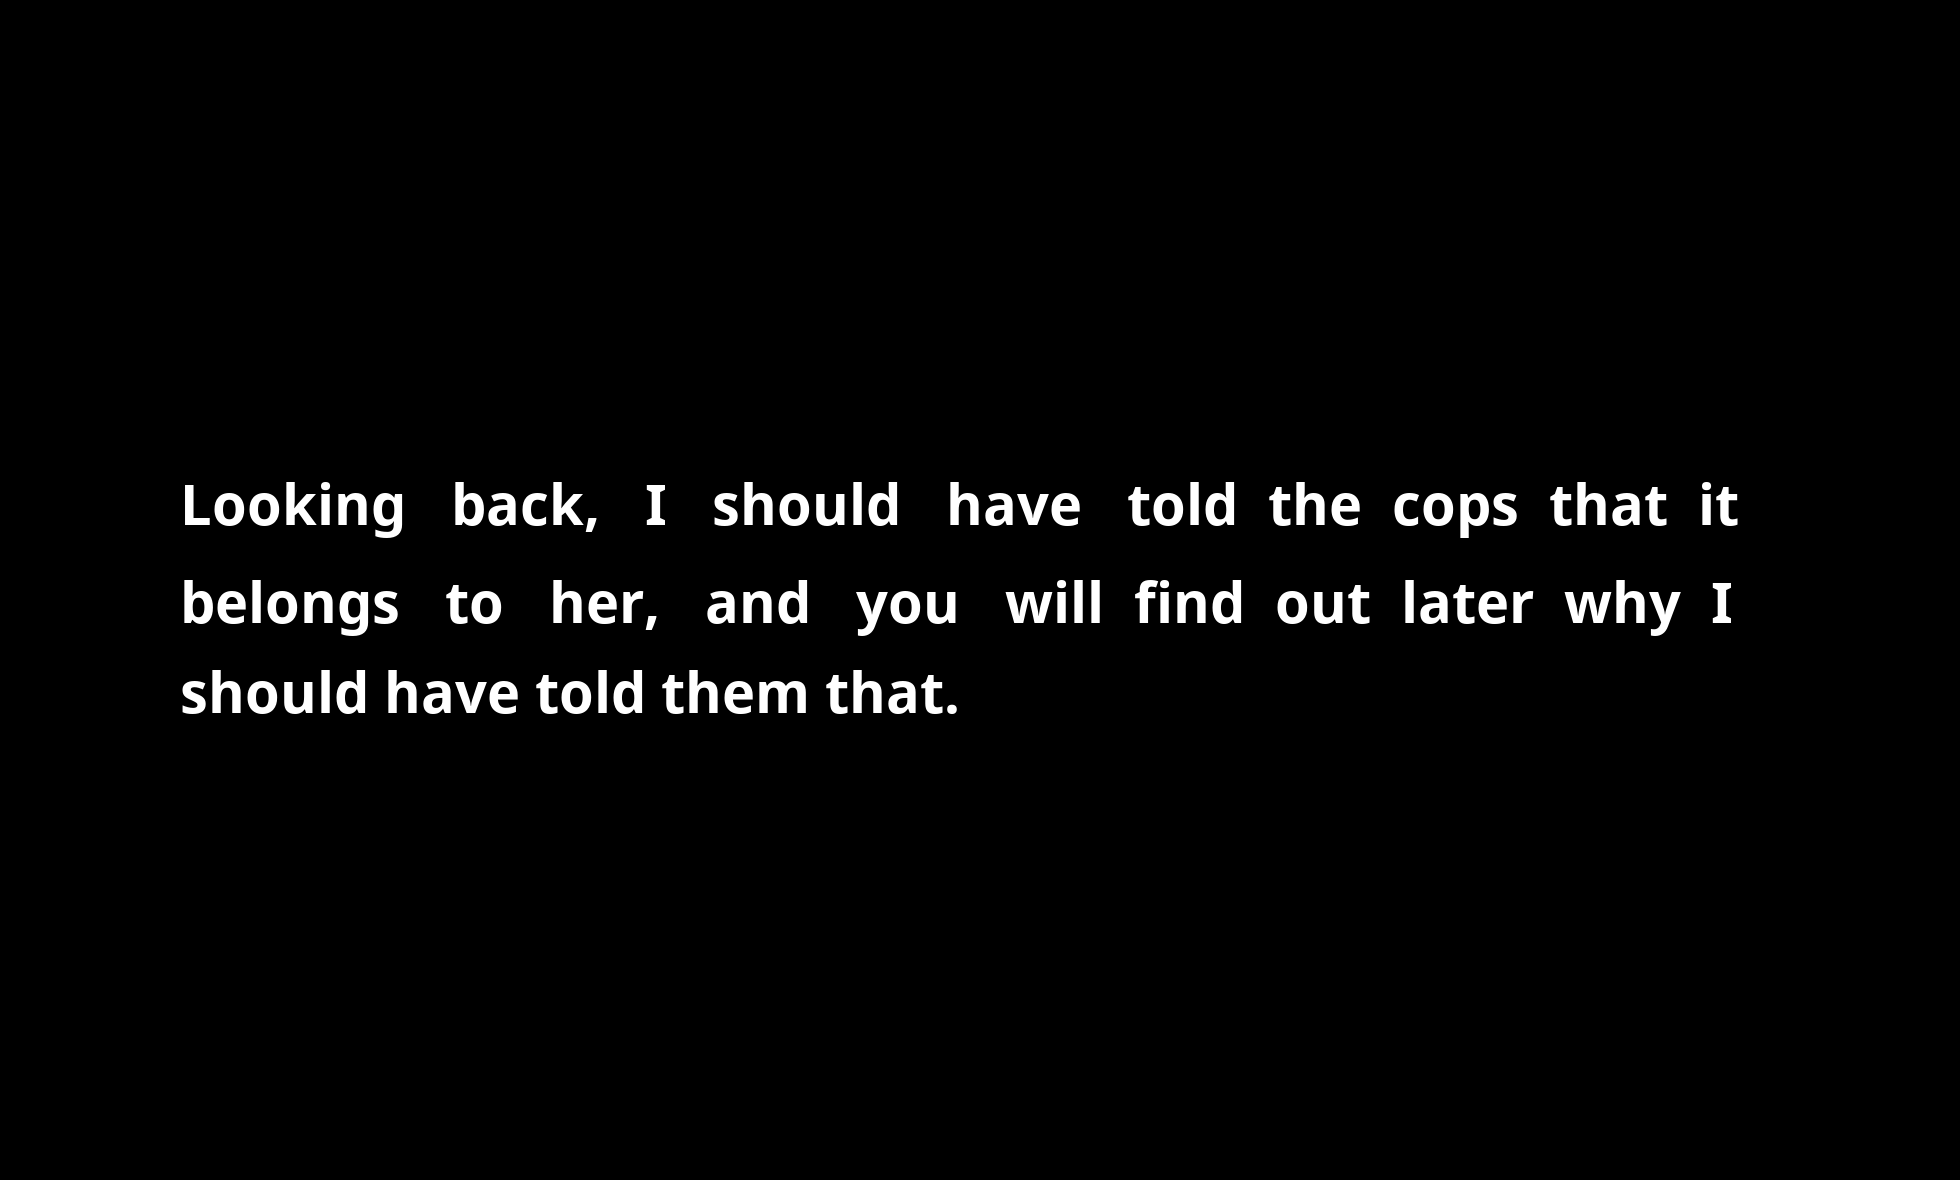 Looking back, I should have told the cops that it
belongs to her, and you will find out later why I
should have told them that.